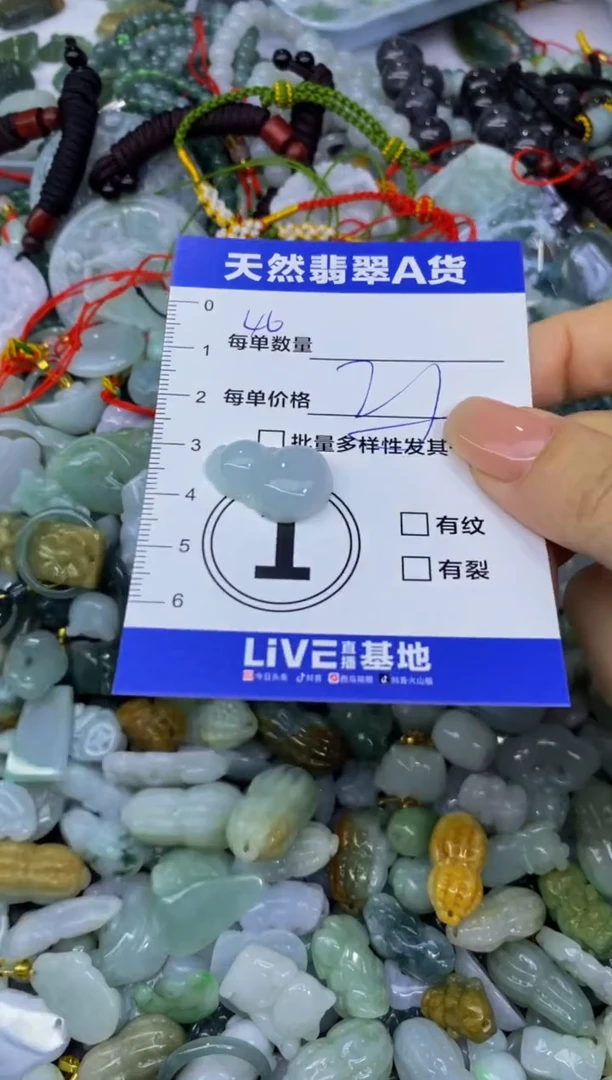 天然翡翠A货
0
46
1
每单数量
2
每单价格
3
批量多样性发其
4
1
有纹
5
有裂
6
LiVE直播基地
今日头条 抖音 西瓜视频 抖音火山版